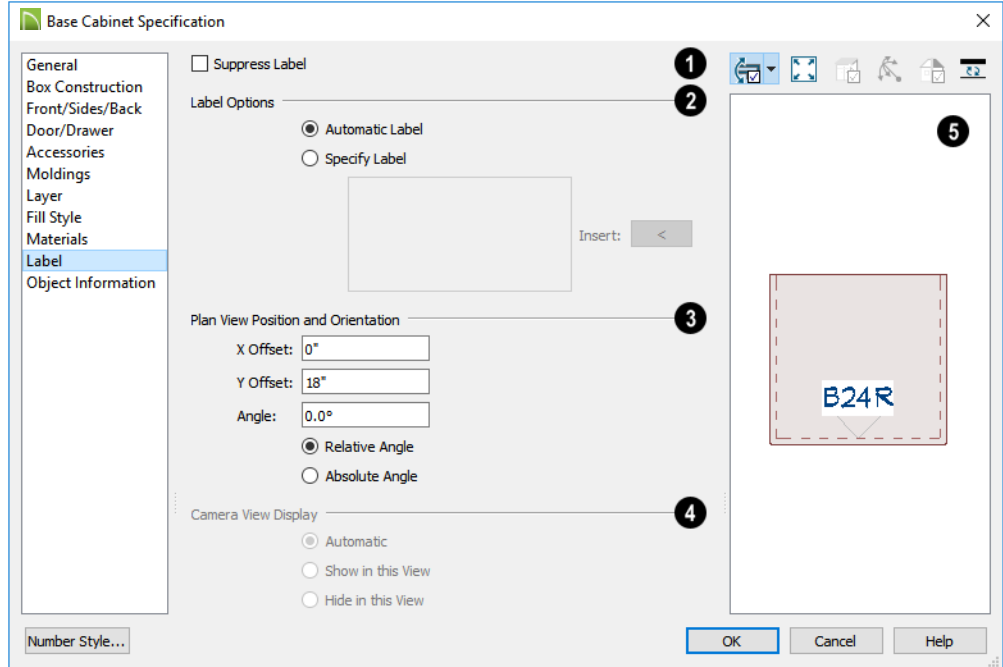 Base Cabinet Specification
General
Box Construction
Front/Sides/Back
Door/Drawer
Accessories
Moldings
Layer
Fill Style
Materials
Label
Object Information
Suppress Label
1
Label Options
2
Automatic Label
Specify Label
Insert: <
Plan View Position and Orientation
3
X Offset: 0"
Y Offset: 18"
Angle: 0.0°
Relative Angle
Absolute Angle
Camera View Display
4
Automatic
Show in this View
Hide in this View
5
B24R
Number Style...
OK
Cancel
Help